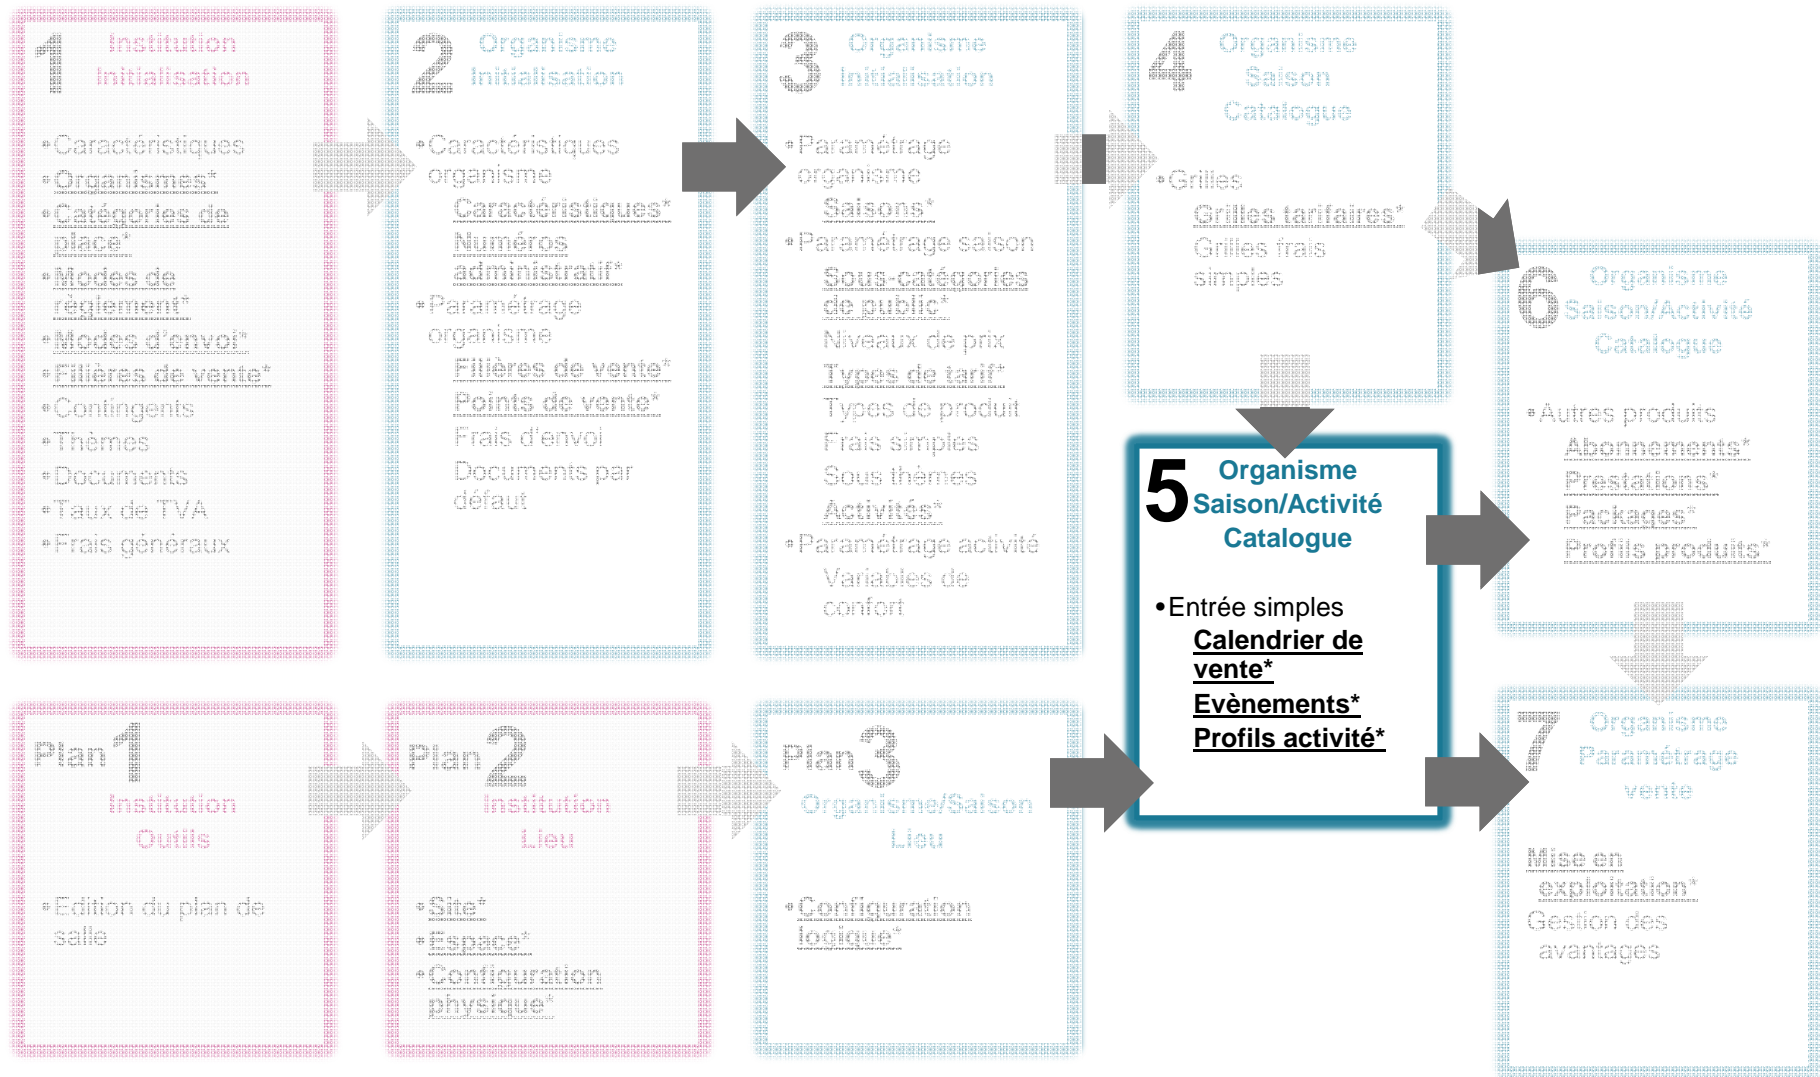 1
Institution
Initialisation
•Caractéristiques
•Organismes*
•Catégories de
place*
•Modes de
règlement*
•Modes d'envoi*
•Filières de vente*
•Contingents
•Thèmes
•Documents
•Taux de TVA
•Frais généraux
2
Organisme
Initialisation
•Caractéristiques
organisme
Caractéristiques*
Numéros
administratif*
•Paramétrage
organisme
Filières de vente*
Points de vente*
Frais d'envoi
Documents par
défaut
3
Organisme
Initialisation
•Paramétrage
organisme
Saisons*
•Paramétrage saison
Sous-catégories
de public*
Niveaux de prix
Types de tarif*
Types de produit
Frais simples
Sous thèmes
Activités*
•Paramétrage activité
Variables de
confort
4
Organisme
Saison
Catalogue
•Grilles
Grilles tarifaires*
Grilles frais
simples
5
Organisme
Saison/Activité
Catalogue
•Entrée simples
Calendrier de
vente*
Evènements*
Profils activité*
6
Organisme
Saison/Activité
Catalogue
•Autres produits
Abonnements*
Prestations*
Packages*
Profils produits*
Plan 1
Institution
Outils
•Edition du plan de
salle
Plan 2
Institution
Lieu
•Site*
•Espace*
•Configuration
physique*
Plan 3
Organisme/Saison
Lieu
•Configuration
logique*
7
Organisme
Paramétrage
vente
Mise en
exploitation*
Gestion des
avantages